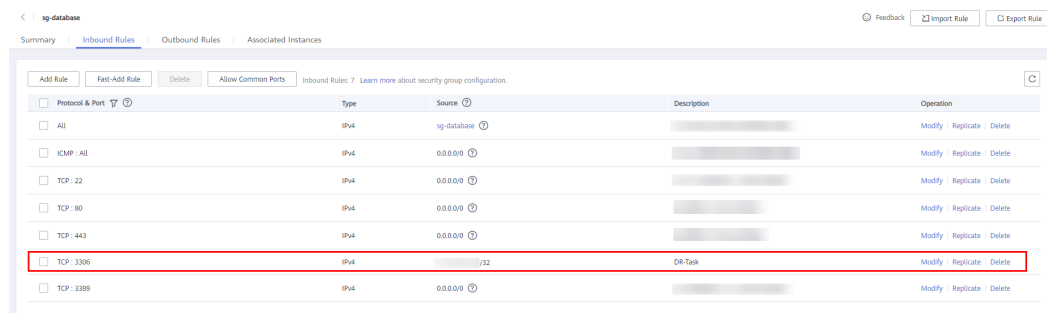 sg-database Feedback Import Rule Export Rule
Summary Inbound Rules Outbound Rules Associated Instances
Add Rule Fast-Add Rule Delete Allow Common Ports Inbound Rules: 7 Learn more about security group configuration.
Protocol & Port Type Source Description Operation
All IPv4 sg-database Modify Replicate Delete
ICMP : All IPv4 0.0.0.0/0 Modify Replicate Delete
TCP : 22 IPv4 0.0.0.0/0 Modify Replicate Delete
TCP : 80 IPv4 0.0.0.0/0 Modify Replicate Delete
TCP : 443 IPv4 0.0.0.0/0 Modify Replicate Delete
TCP : 3306 IPv4 /32 DR-Task Modify Replicate Delete
TCP : 3389 IPv4 0.0.0.0/0 Modify Replicate Delete